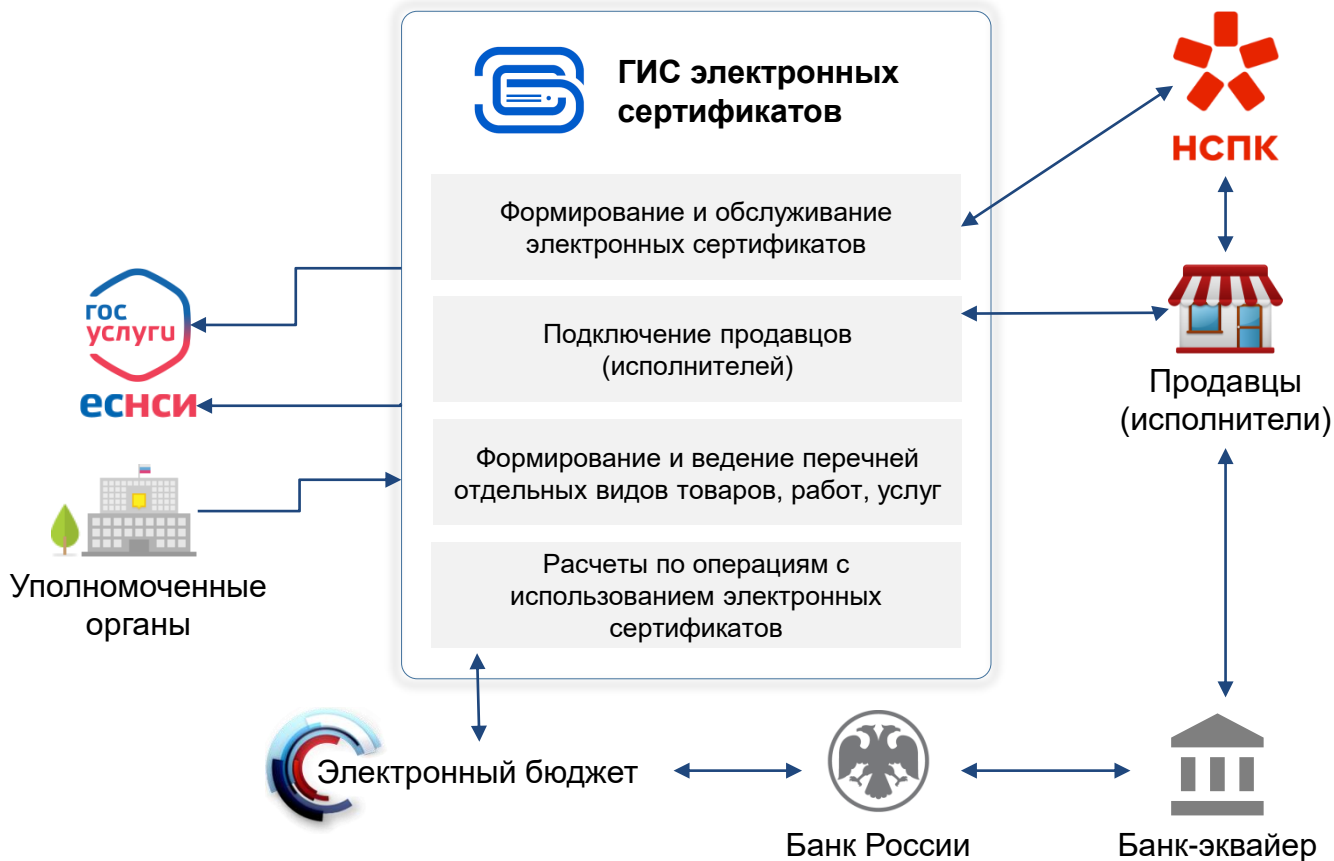 ГИС электронных
сертификатов
НСПК
Формирование и обслуживание
электронных сертификатов
гос
услуги
еснси
Подключение продавцов
(исполнителей)
Продавцы
(исполнители)
Формирование и ведение перечней
отдельных видов товаров, работ, услуг
Уполномоченные
органы
Расчеты по операциям с
использованием электронных
сертификатов
Электронный бюджет
Банк России
Банк-эквайер